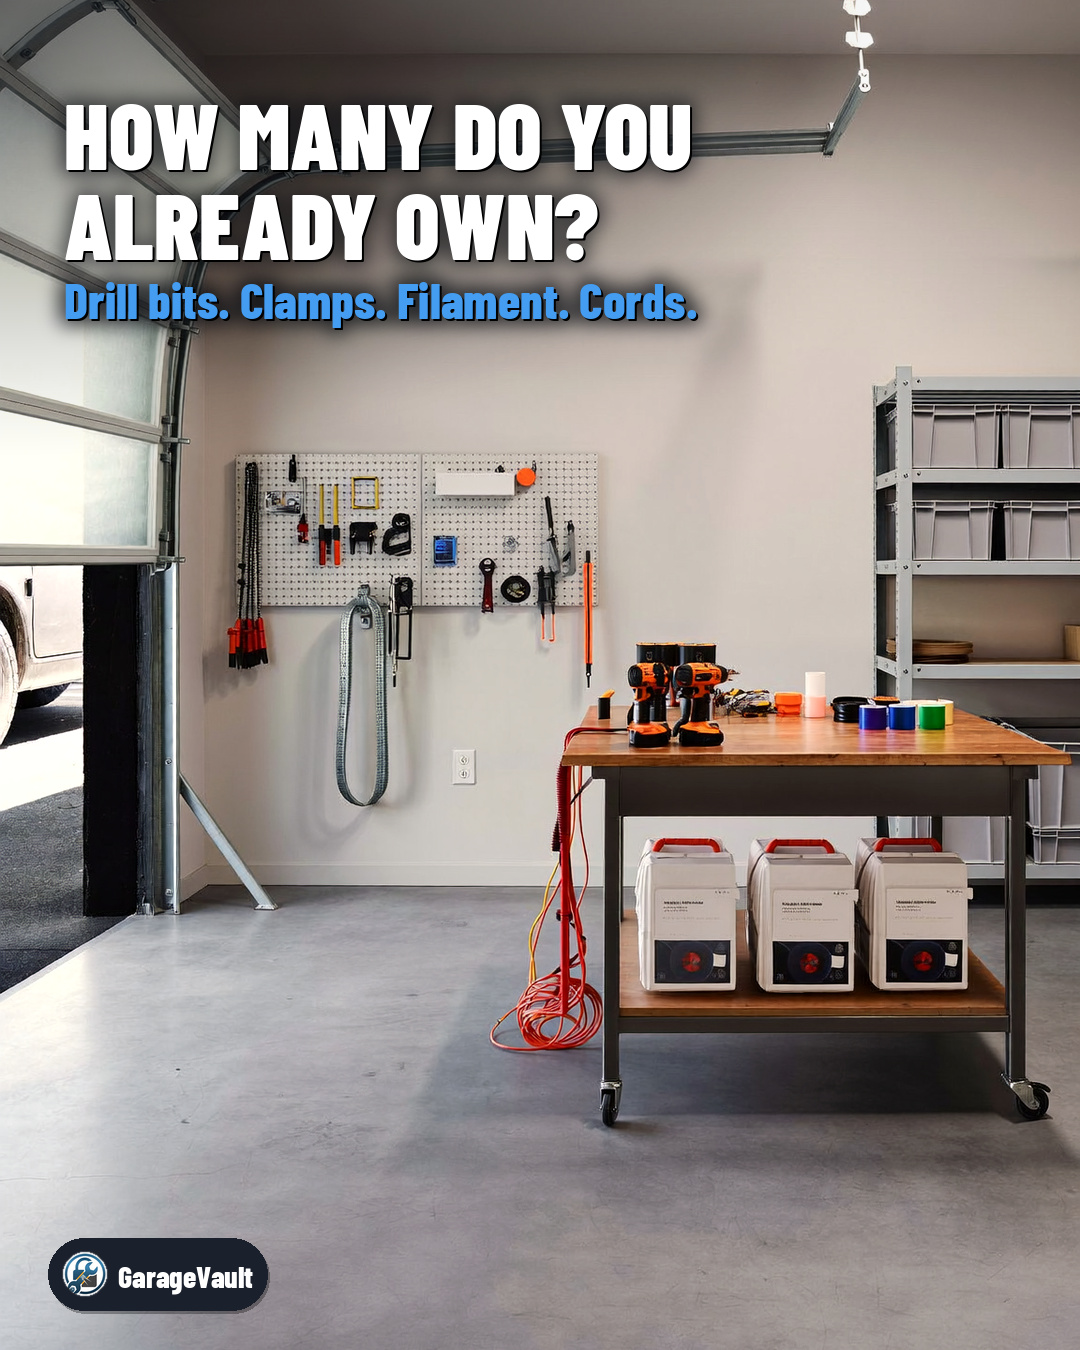 HOW MANY DO YOU
ALREADY OWN?
Drill bits. Clamps. Filament. Cords.
GarageVault